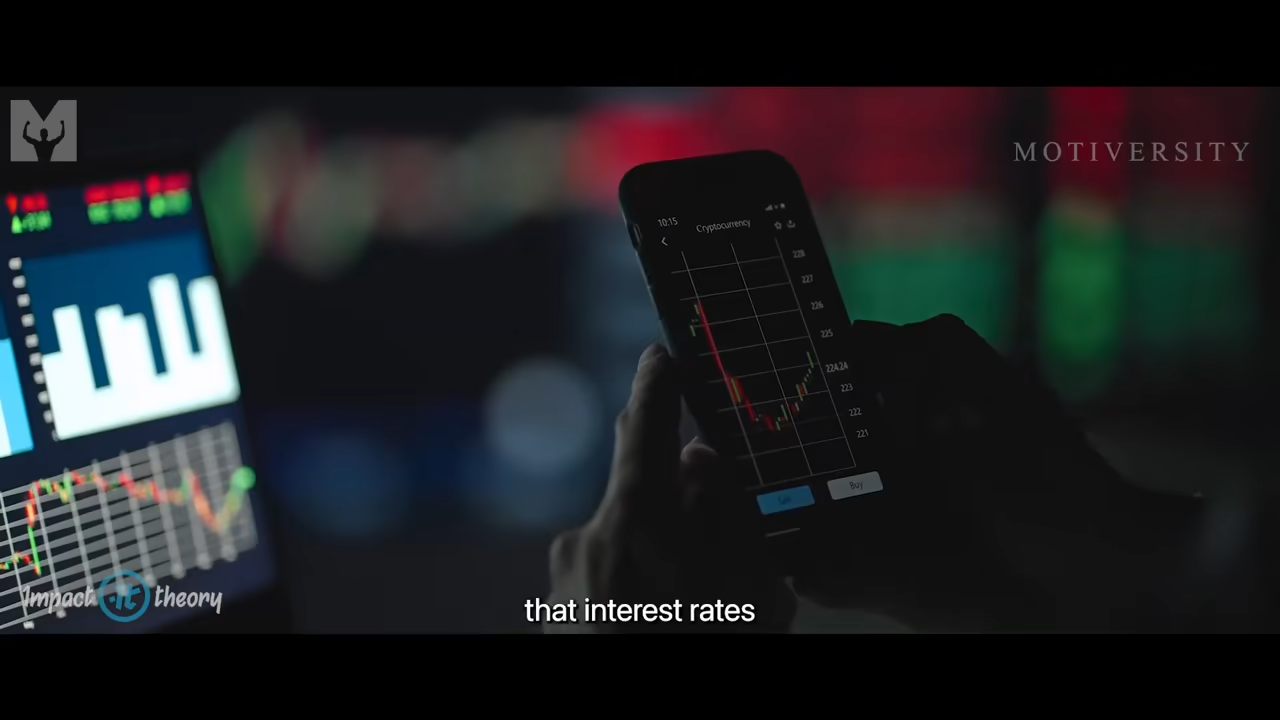 MOTIVERSITY
10:15
Cryptocurrency
228
227
226
225
224.24
223
222
221
Buy
Impact it theory
that interest rates